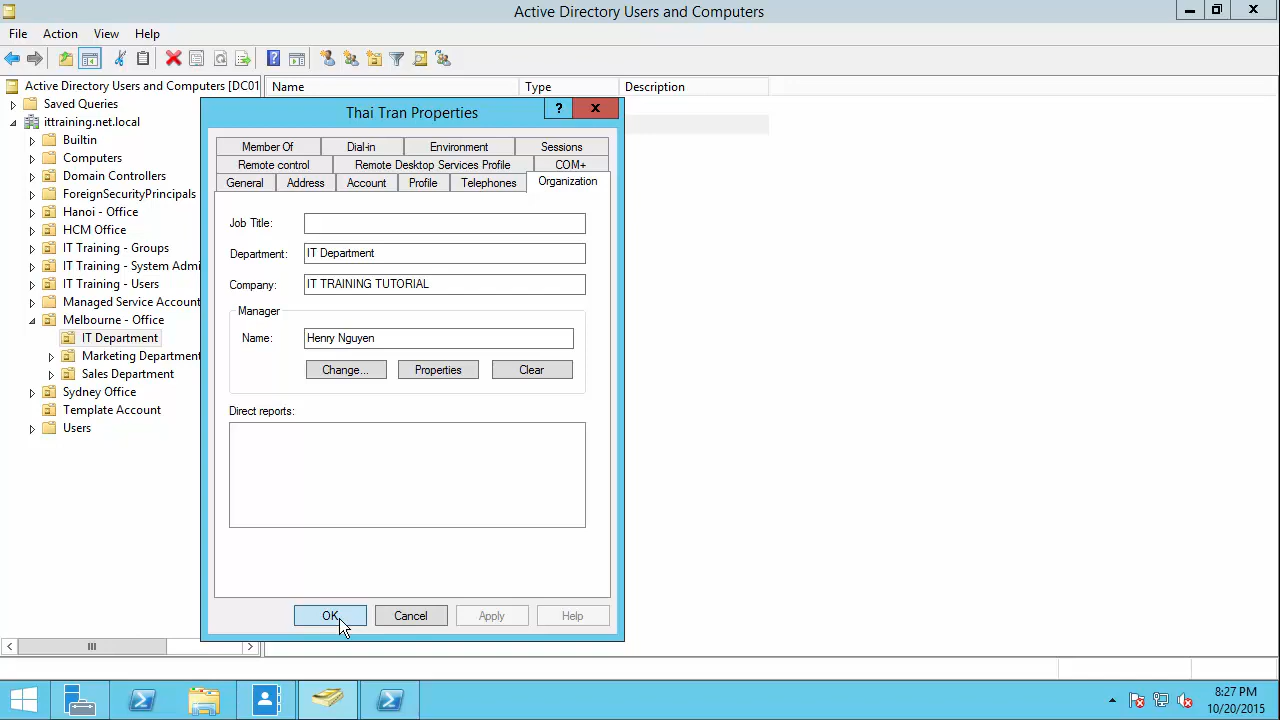 Active Directory Users and Computers
File Action View Help
Active Directory Users and Computers [DC01
Saved Queries
ittraining.net.local
Builtin
Computers
Domain Controllers
ForeignSecurityPrincipals
Hanoi - Office
HCM Office
IT Training - Groups
IT Training - System Admi
IT Training - Users
Managed Service Account
Melbourne - Office
IT Department
Marketing Department
Sales Department
Sydney Office
Template Account
Users
Name Type Description
Thai Tran Properties
? x
Member Of Dial-in Environment Sessions
Remote control Remote Desktop Services Profile COM+
General Address Account Profile Telephones Organization
Job Title:
Department: IT Department
Company: IT TRAINING TUTORIAL
Manager
Name: Henry Nguyen
Change... Properties Clear
Direct reports:
OK Cancel Apply Help
8:27 PM
10/20/2015